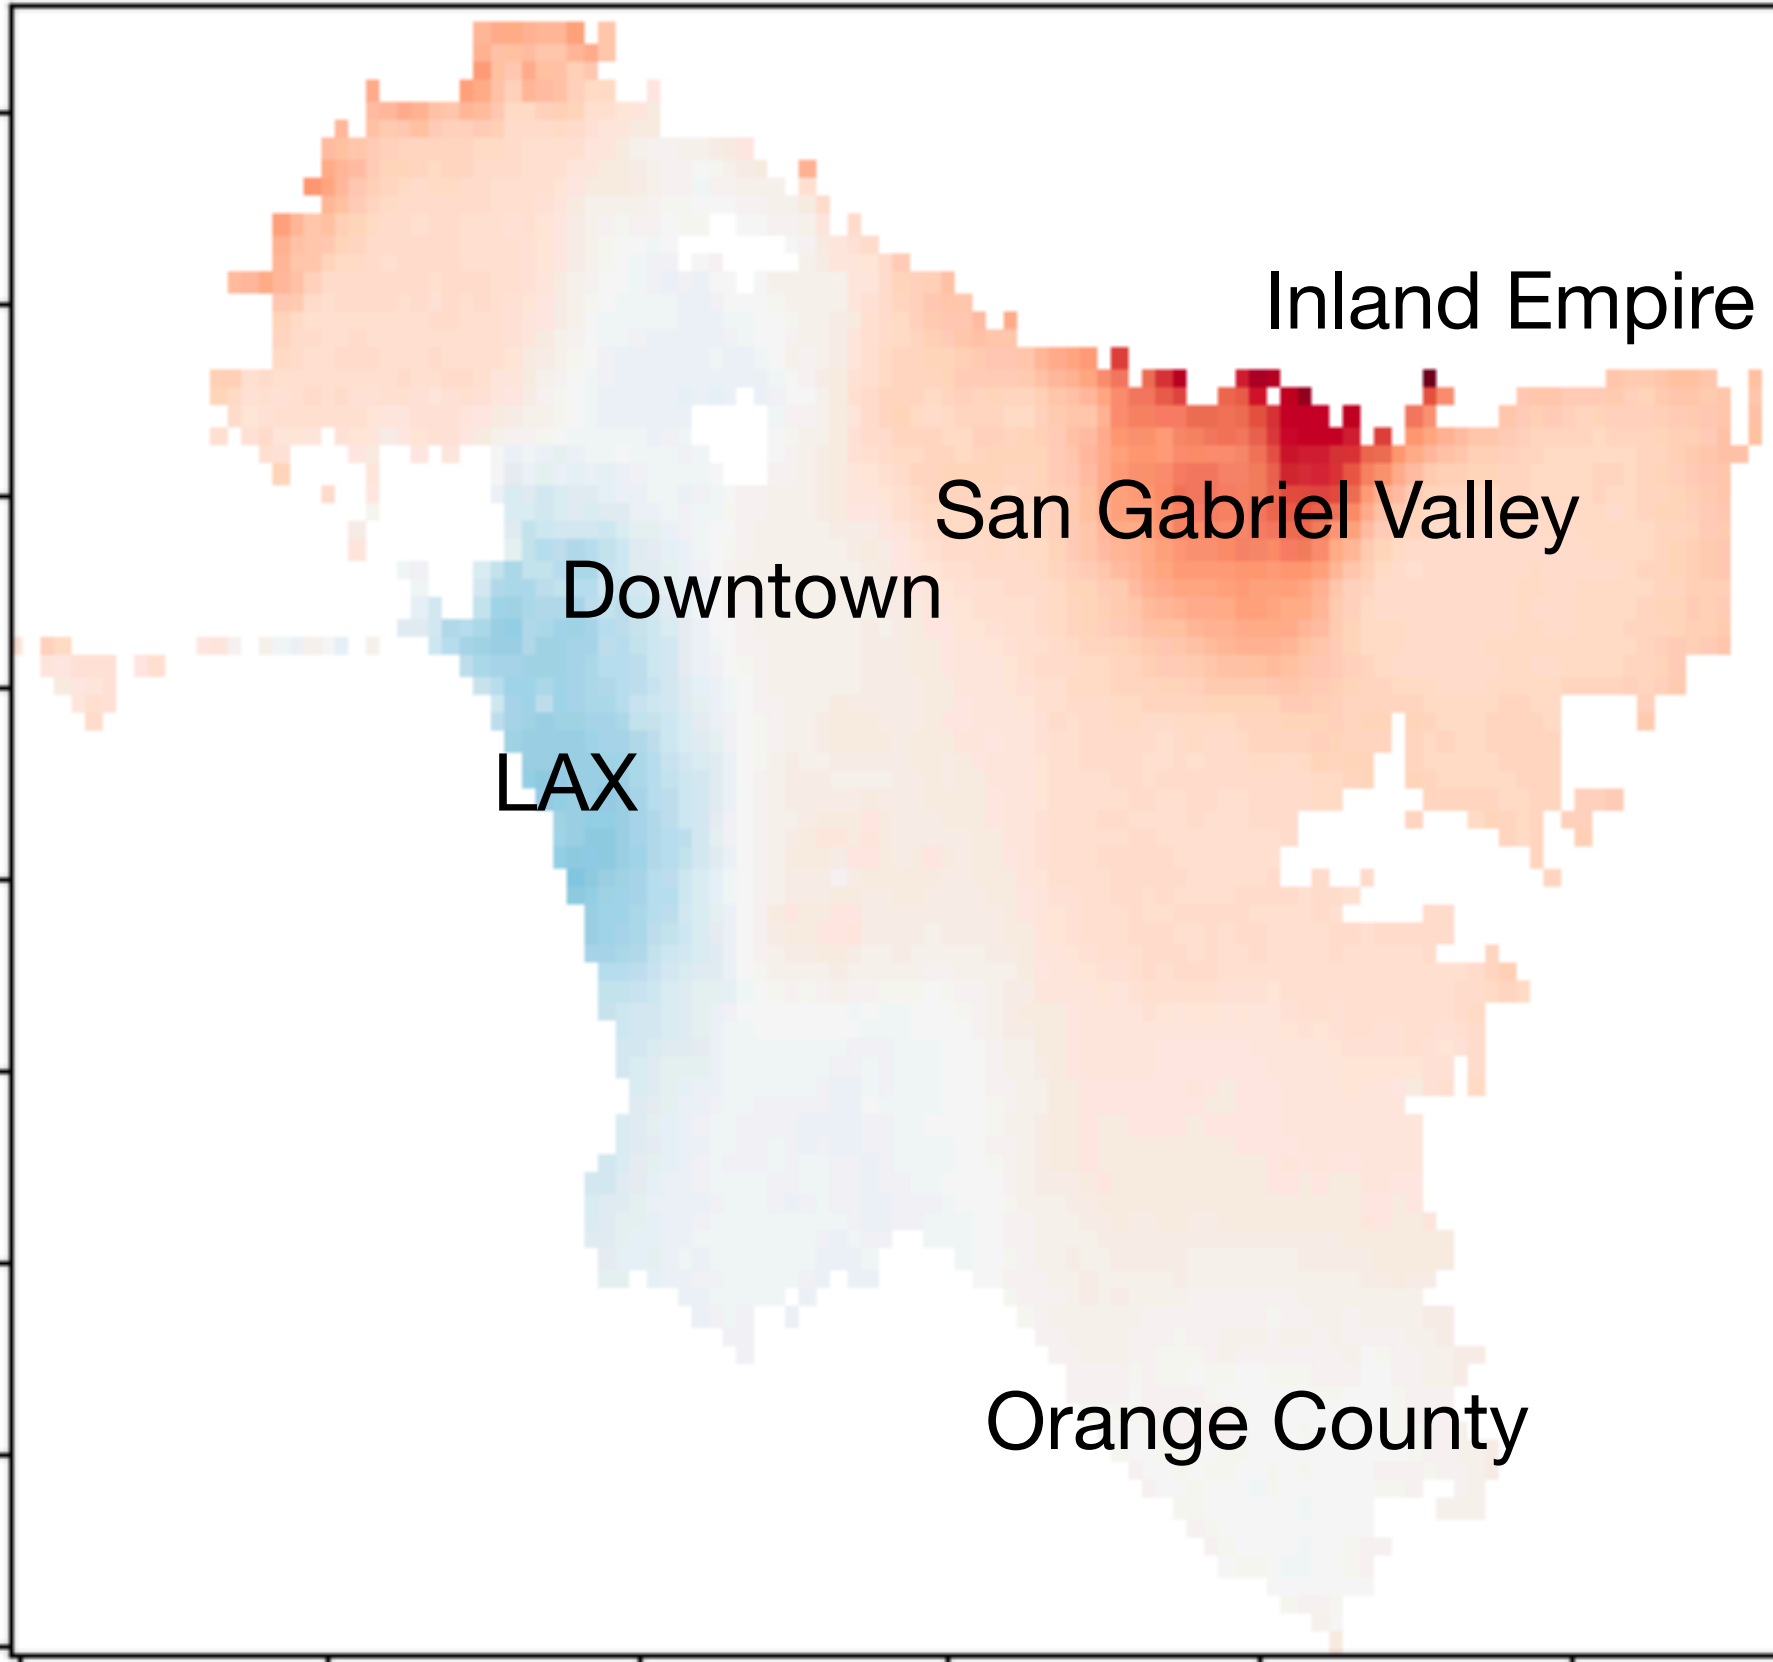 Inland Empire
San Gabriel Valley
Downtown
LAX
Orange County